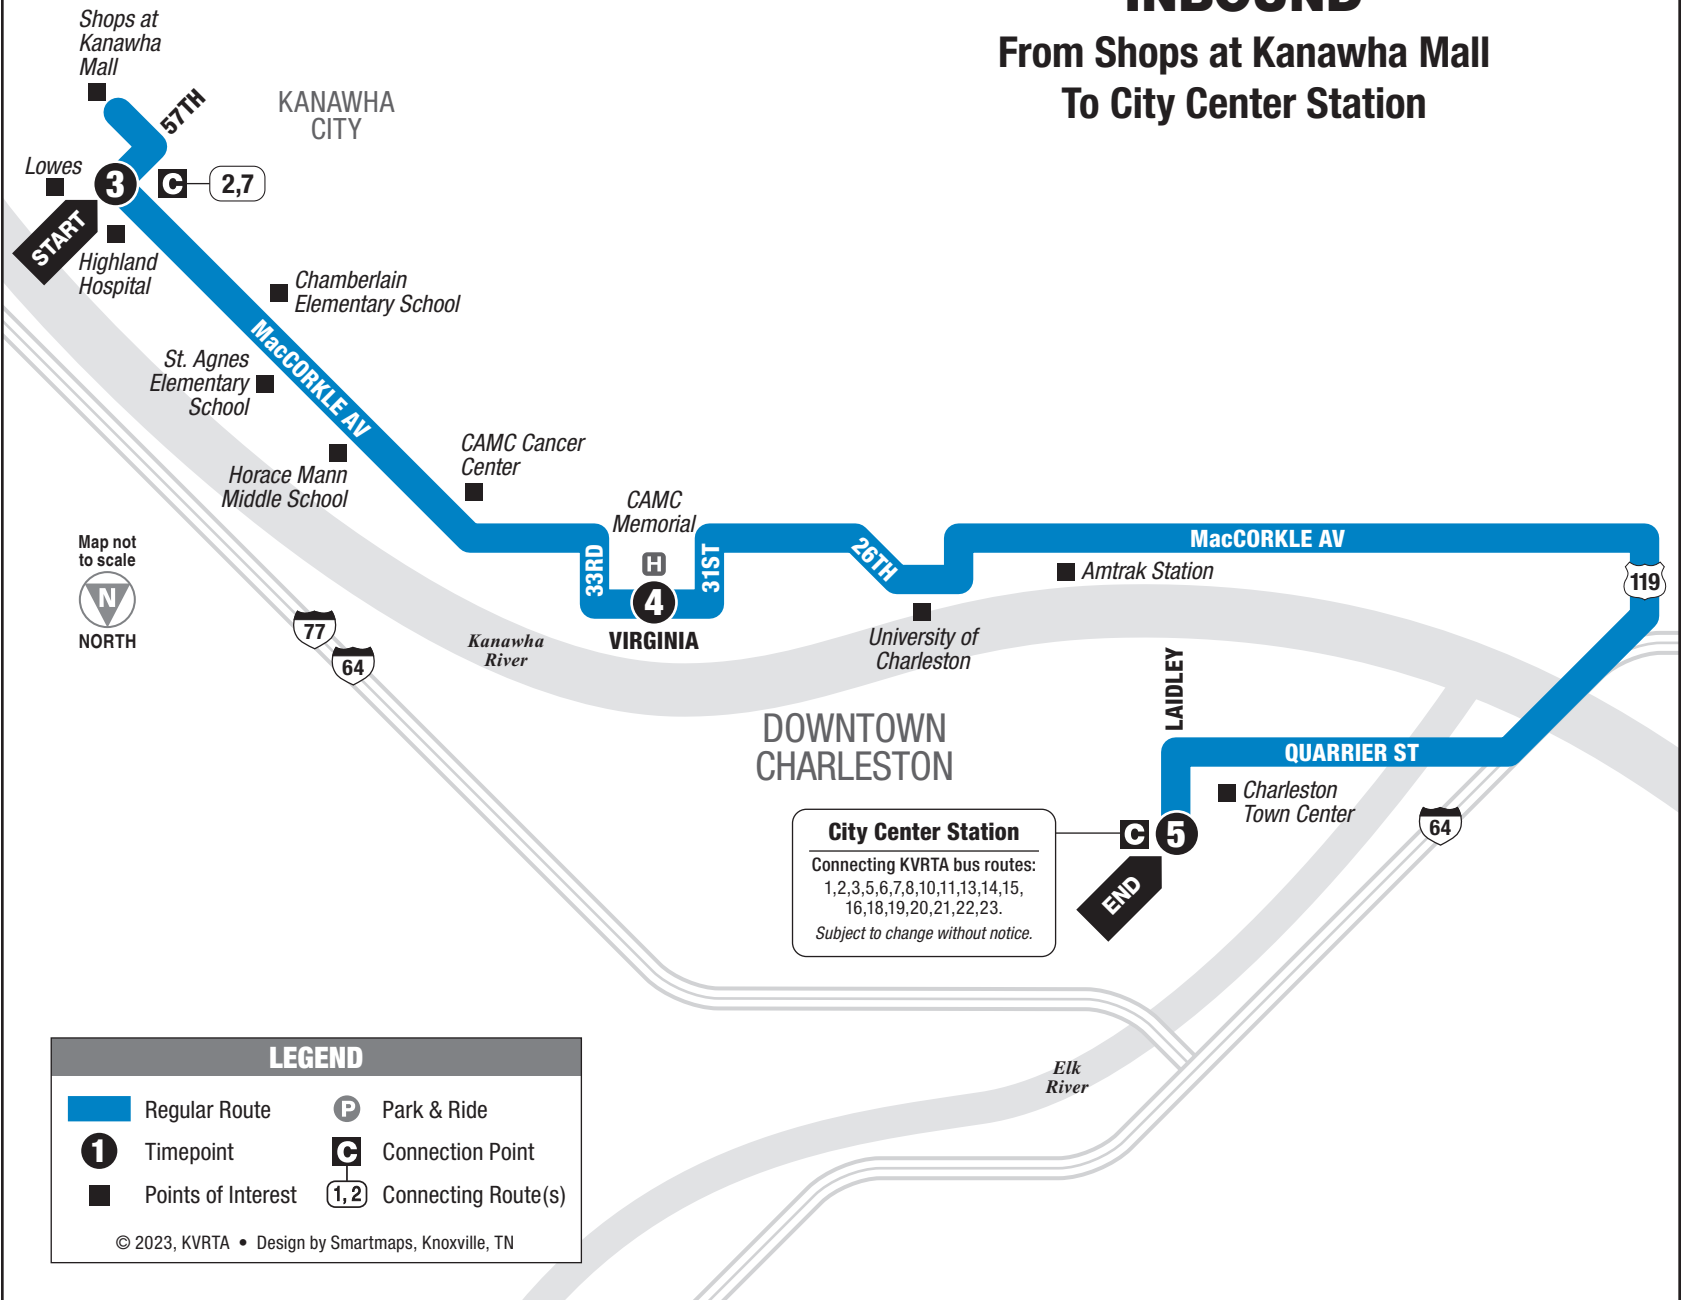 INBOUND
From Shops at Kanawha Mall
To City Center Station
Shops at
Kanawha
Mall
57TH
KANAWHA
CITY
Lowes
3
C
2,7
START
Highland
Hospital
Chamberlain
Elementary School
MacCORKLE AV
St. Agnes
Elementary
School
Horace Mann
Middle School
CAMC Cancer
Center
CAMC
Memorial
H
33RD
31ST
4
VIRGINIA
26TH
MacCORKLE AV
Amtrak Station
119
University of
Charleston
Map not
to scale
N
NORTH
77
64
Kanawha
River
LAIDLEY
DOWNTOWN
CHARLESTON
QUARRIER ST
Charleston
Town Center
64
City Center Station
Connecting KVRTA bus routes:
1,2,3,5,6,7,8,10,11,13,14,15,
16,18,19,20,21,22,23.
Subject to change without notice.
C
5
END
Elk
River
LEGEND
Regular Route
P
Park & Ride
1
Timepoint
C
Connection Point
Points of Interest
1, 2
Connecting Route(s)
© 2023, KVRTA • Design by Smartmaps, Knoxville, TN